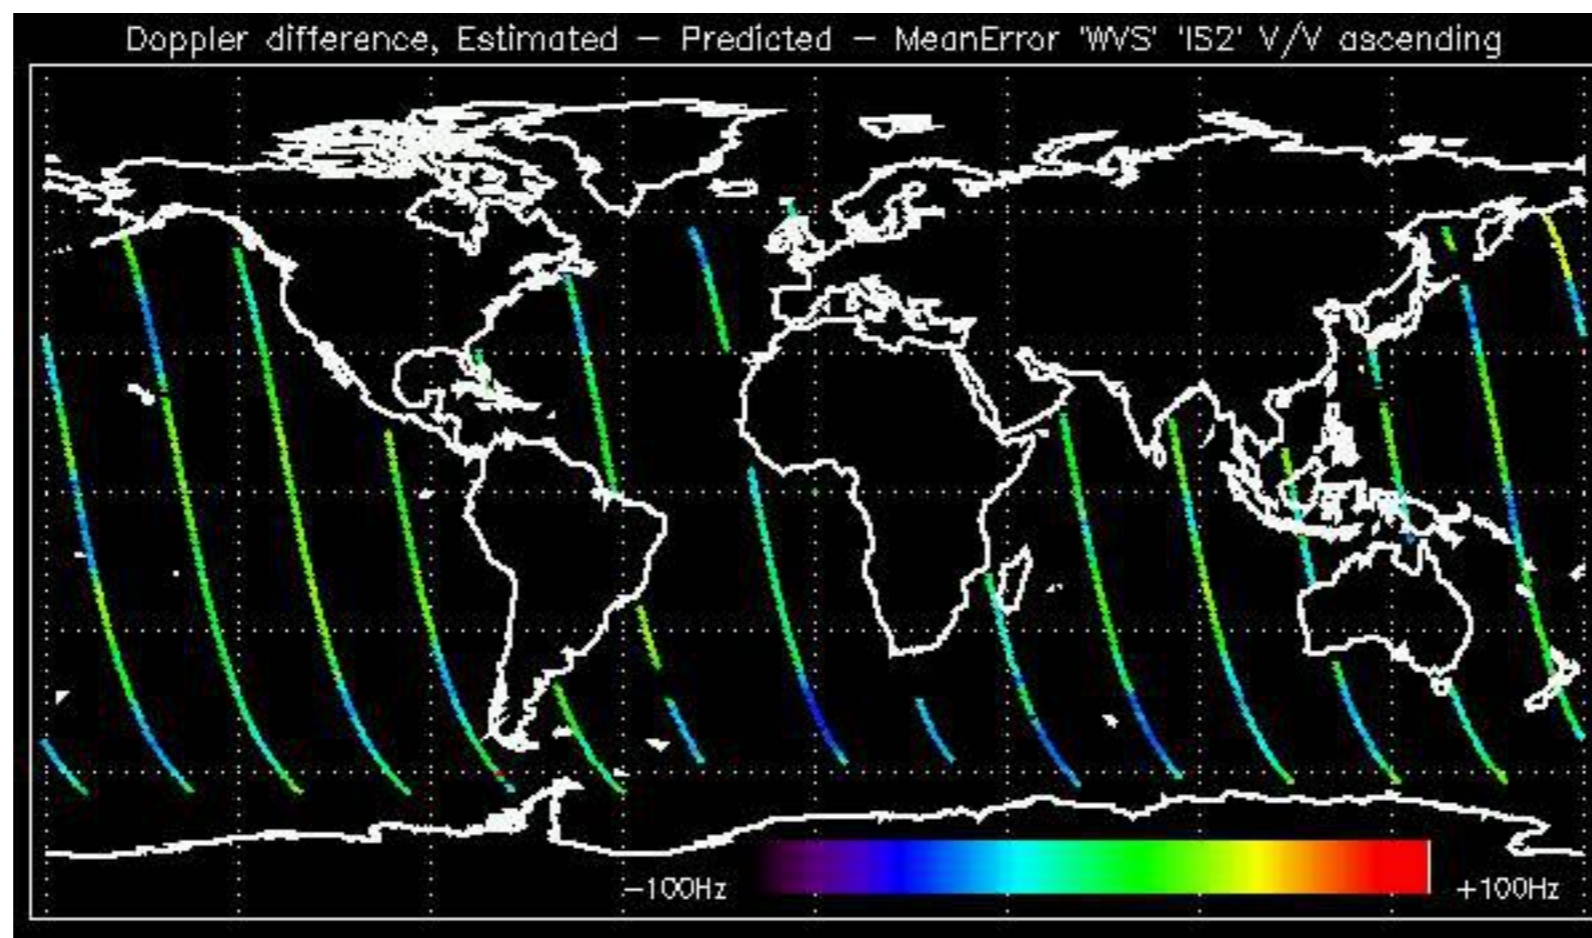 Doppler difference, Estimated — Predicted — MeanError 'WVS' 'IS2' V/V ascending
—100Hz +100Hz